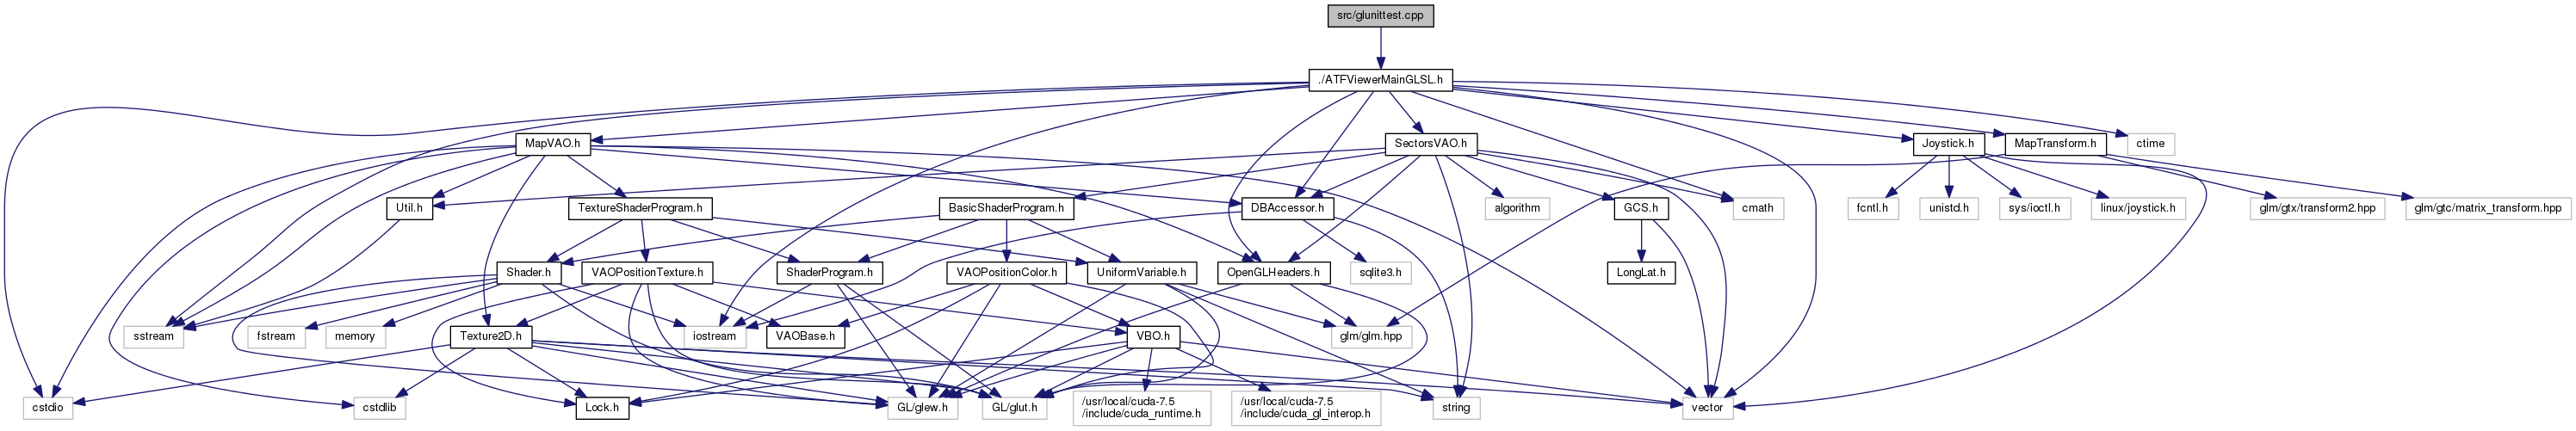 src/glunittest.cpp
./ATFViewerMainGLSL.h
MapVAO.h
SectorsVAO.h
Joystick.h
MapTransform.h
ctime
Util.h
TextureShaderProgram.h
BasicShaderProgram.h
DBAccessor.h
algorithm
GCS.h
cmath
fcntl.h
unistd.h
sys/ioctl.h
linux/joystick.h
glm/gtx/transform2.hpp
glm/gtc/matrix_transform.hpp
Shader.h
VAOPositionTexture.h
ShaderProgram.h
VAOPositionColor.h
UniformVariable.h
OpenGLHeaders.h
sqlite3.h
LongLat.h
sstream
fstream
memory
Texture2D.h
iostream
VAOBase.h
VBO.h
glm/glm.hpp
cstdio
cstdlib
Lock.h
GL/glew.h
GL/glut.h
/usr/local/cuda-7.5
/include/cuda_runtime.h
/usr/local/cuda-7.5
/include/cuda_gl_interop.h
string
vector